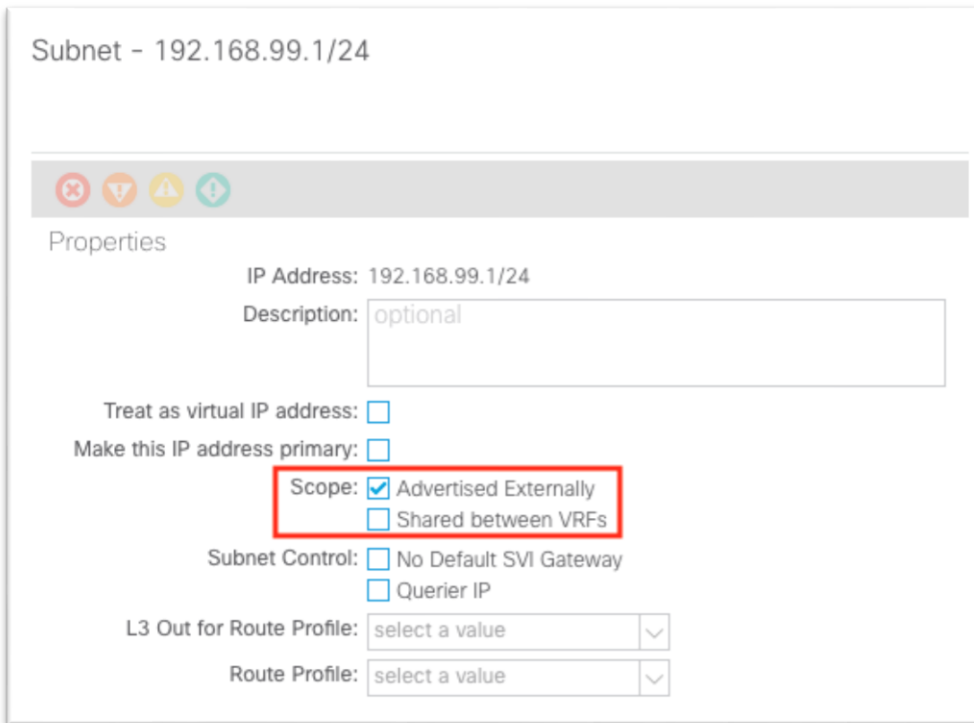 Subnet - 192.168.99.1/24
Properties
IP Address: 192.168.99.1/24
Description: optional
Treat as virtual IP address:
Make this IP address primary:
Scope: Advertised Externally
Shared between VRFs
Subnet Control: No Default SVI Gateway
Querier IP
L3 Out for Route Profile: select a value
Route Profile: select a value